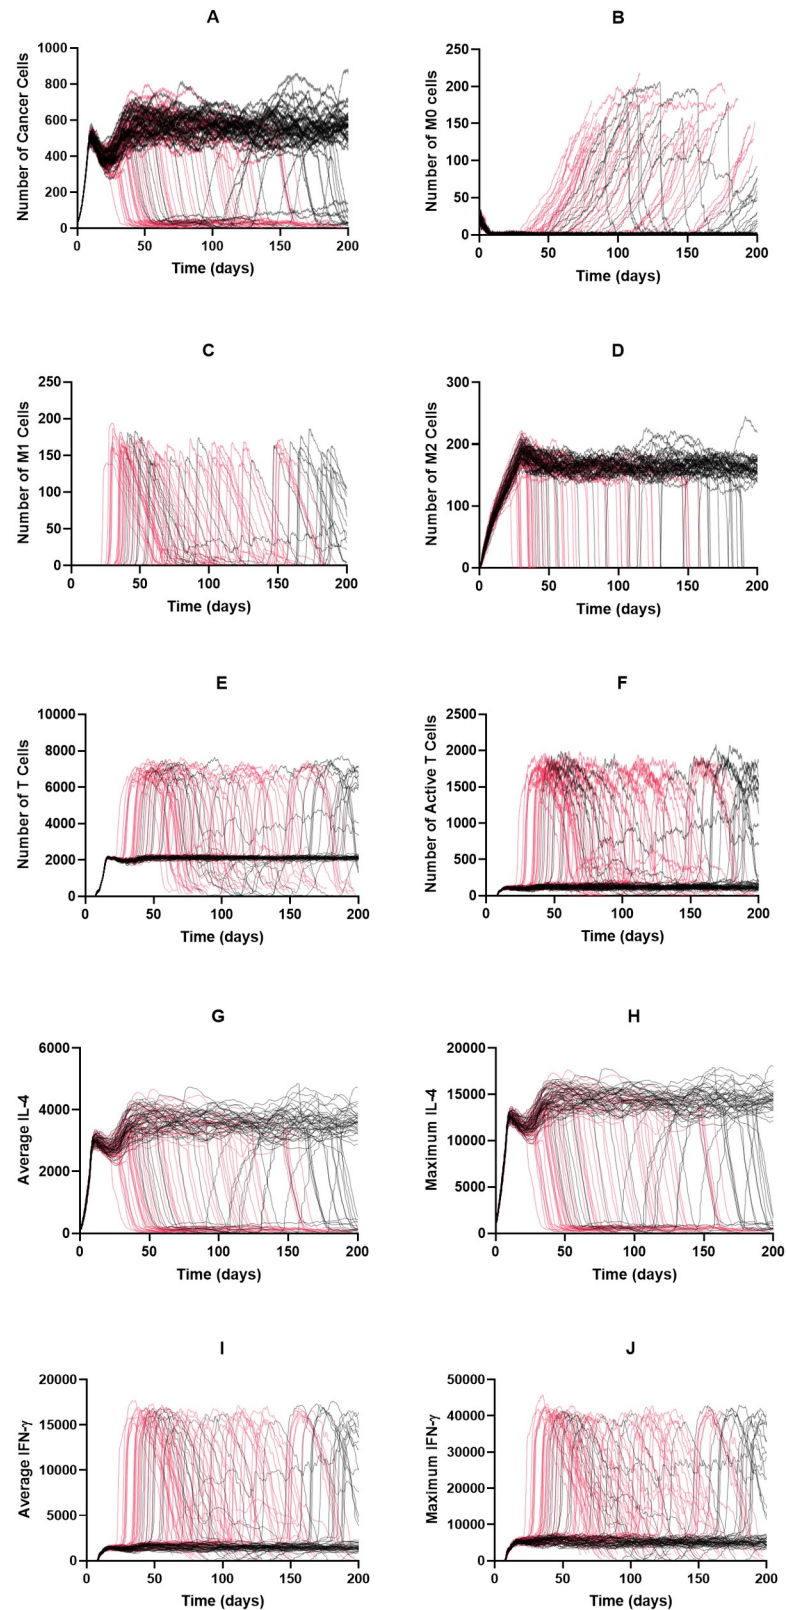 A
Number of Cancer Cells
1000
800
600
400
200
0
0 50 100 150 200
Time (days)
B
Number of M0 cells
250
200
150
100
50
0
0 50 100 150 200
Time (days)
C
Number of M1 Cells
250
200
150
100
50
0
0 50 100 150 200
Time (days)
D
Number of M2 Cells
300
200
100
0
0 50 100 150 200
Time (days)
E
Number of T Cells
10000
8000
6000
4000
2000
0
0 50 100 150 200
Time (days)
F
Number of Active T Cells
2500
2000
1500
1000
500
0
0 50 100 150 200
Time (days)
G
Average IL-4
6000
4000
2000
0
0 50 100 150 200
Time (days)
H
Maximum IL-4
20000
15000
10000
5000
0
0 50 100 150 200
Time (days)
I
Average IFN-γ
20000
15000
10000
5000
0
0 50 100 150 200
Time (days)
J
Maximum IFN-γ
50000
40000
30000
20000
10000
0
0 50 100 150 200
Time (days)